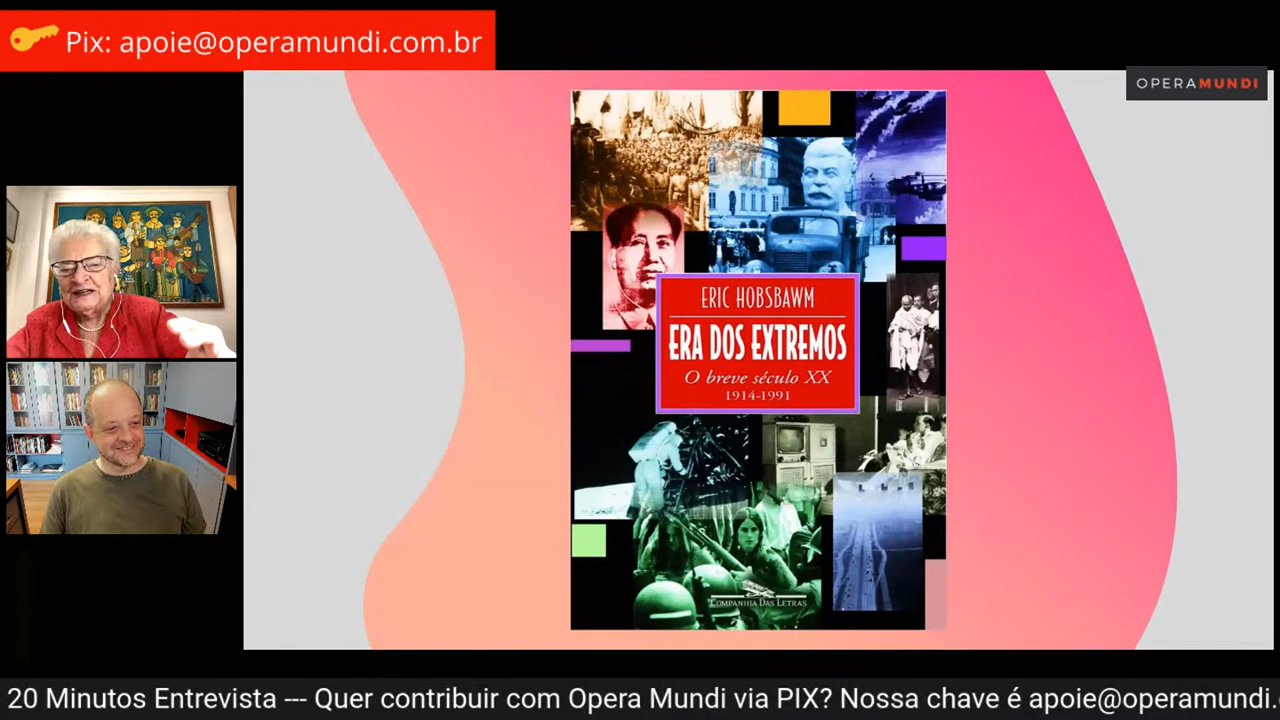 Pix: apoie@operamundi.com.br
OPERAMUNDI
ERIC HOBSBAWM
ERA DOS EXTREMOS
O breve século XX
1914-1991
COMPANHIA DAS LETRAS
20 Minutos Entrevista --- Quer contribuir com Opera Mundi via PIX? Nossa chave é apoie@operamundi.